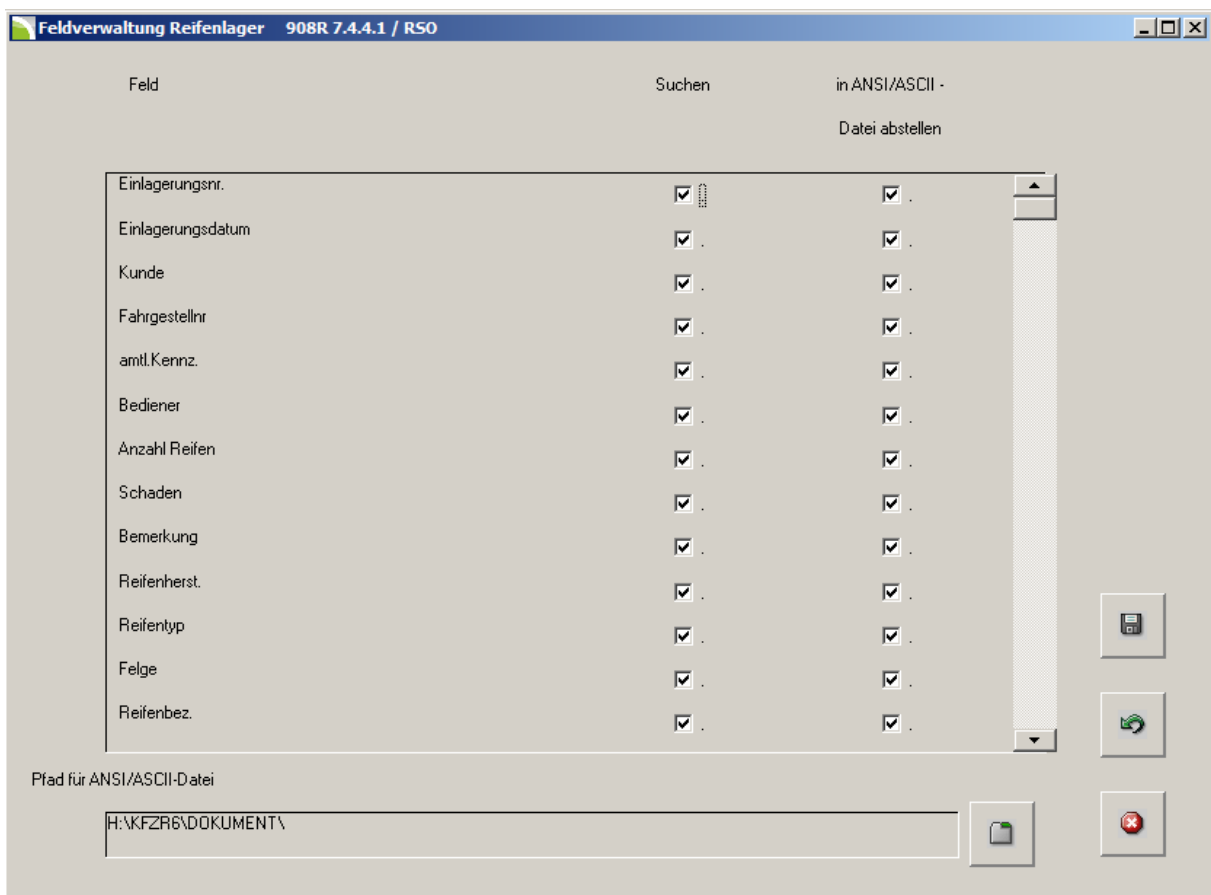 Feldverwaltung Reifenlager 908R 7.4.4.1 / RSO
Feld Suchen in ANSI/ASCII -
Datei abstellen
Einlagerungsnr. .
Einlagerungsdatum . .
Kunde . .
Fahrgestellnr . .
amtl.Kennz. . .
Bediener . .
Anzahl Reifen . .
Schaden . .
Bemerkung . .
Reifenherst. . .
Reifentyp . .
Felge . .
Reifenbez. . .
Pfad für ANSI/ASCII-Datei
H:\KFZR6\DOKUMENT\